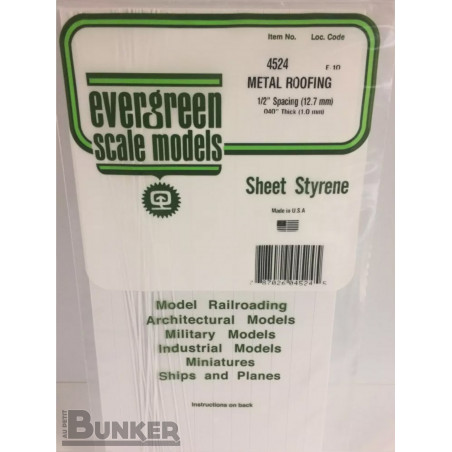 Item No. Loc. Code
4524 F-10
METAL ROOFING
1/2" Spacing (12.7 mm)
.040" Thick (1.0 mm)
evergreen
scale models
Sheet Styrene
Made in U.S.A
Model Railroading
Architectural Models
Military Models
Industrial Models
Miniatures
Ships and Planes
Instructions on back
AU PETIT
BUNKER